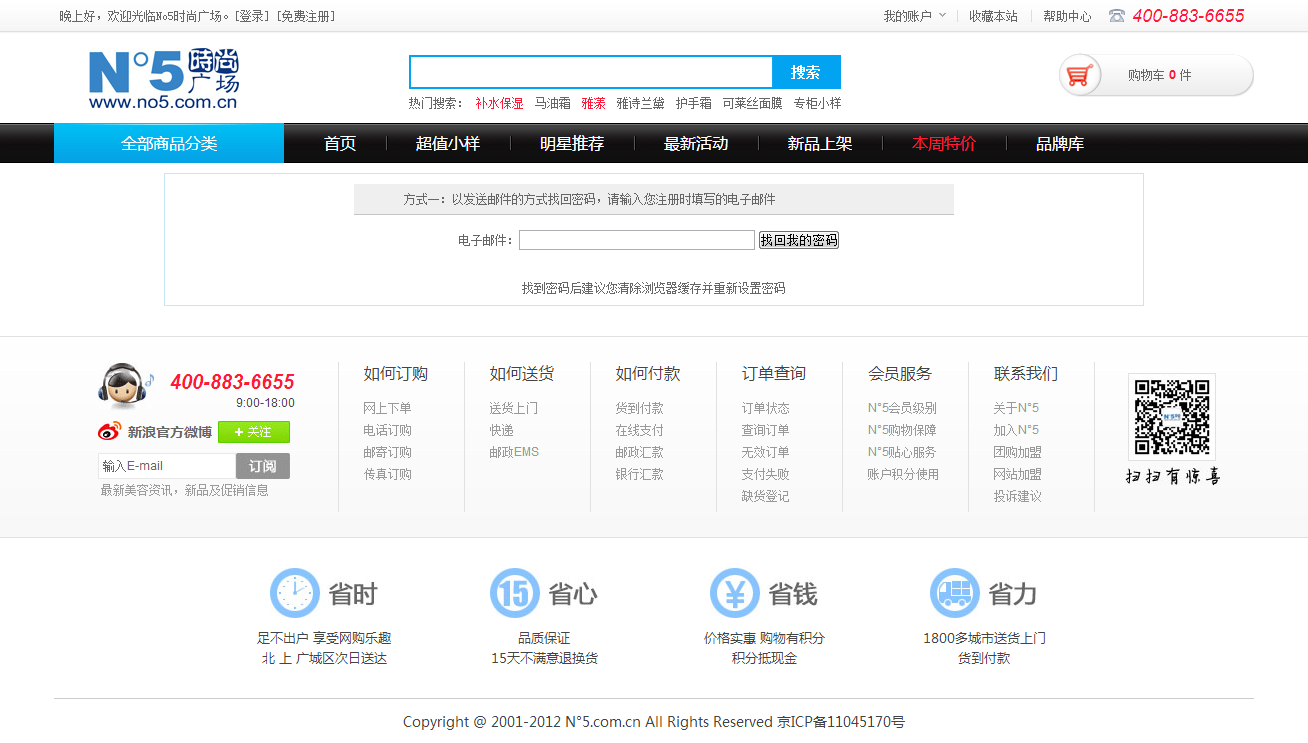 晚上好，欢迎光临No5时尚广场。[登录] [免费注册]
我的账户 收藏本站 帮助中心 400-883-6655
N°5 時尚广场
www.no5.com.cn
搜索
购物车 0 件
热门搜索： 补水保湿 马油霜 雅漾 雅诗兰黛 护手霜 可莱丝面膜 专柜小样
全部商品分类 首页 超值小样 明星推荐 最新活动 新品上架 本周特价 品牌库
方式一：以发送邮件的方式找回密码，请输入您注册时填写的电子邮件
电子邮件： 找回我的密码
找到密码后建议您清除浏览器缓存并重新设置密码
400-883-6655
9:00-18:00
新浪官方微博 + 关注
输入E-mail 订阅
最新美容资讯，新品及促销信息
如何订购
网上下单
电话订购
邮寄订购
传真订购
如何送货
送货上门
快递
邮政EMS
如何付款
货到付款
在线支付
邮政汇款
银行汇款
订单查询
订单状态
查询订单
无效订单
支付失败
缺货登记
会员服务
N°5会员级别
N°5购物保障
N°5贴心服务
账户积分使用
联系我们
关于N°5
加入N°5
团购加盟
网站加盟
投诉建议
扫扫有惊喜
省时
足不出户 享受网购乐趣
北 上 广城区次日送达
15 省心
品质保证
15天不满意退换货
¥ 省钱
价格实惠 购物有积分
积分抵现金
省力
1800多城市送货上门
货到付款
Copyright @ 2001-2012 N°5.com.cn All Rights Reserved 京ICP备11045170号